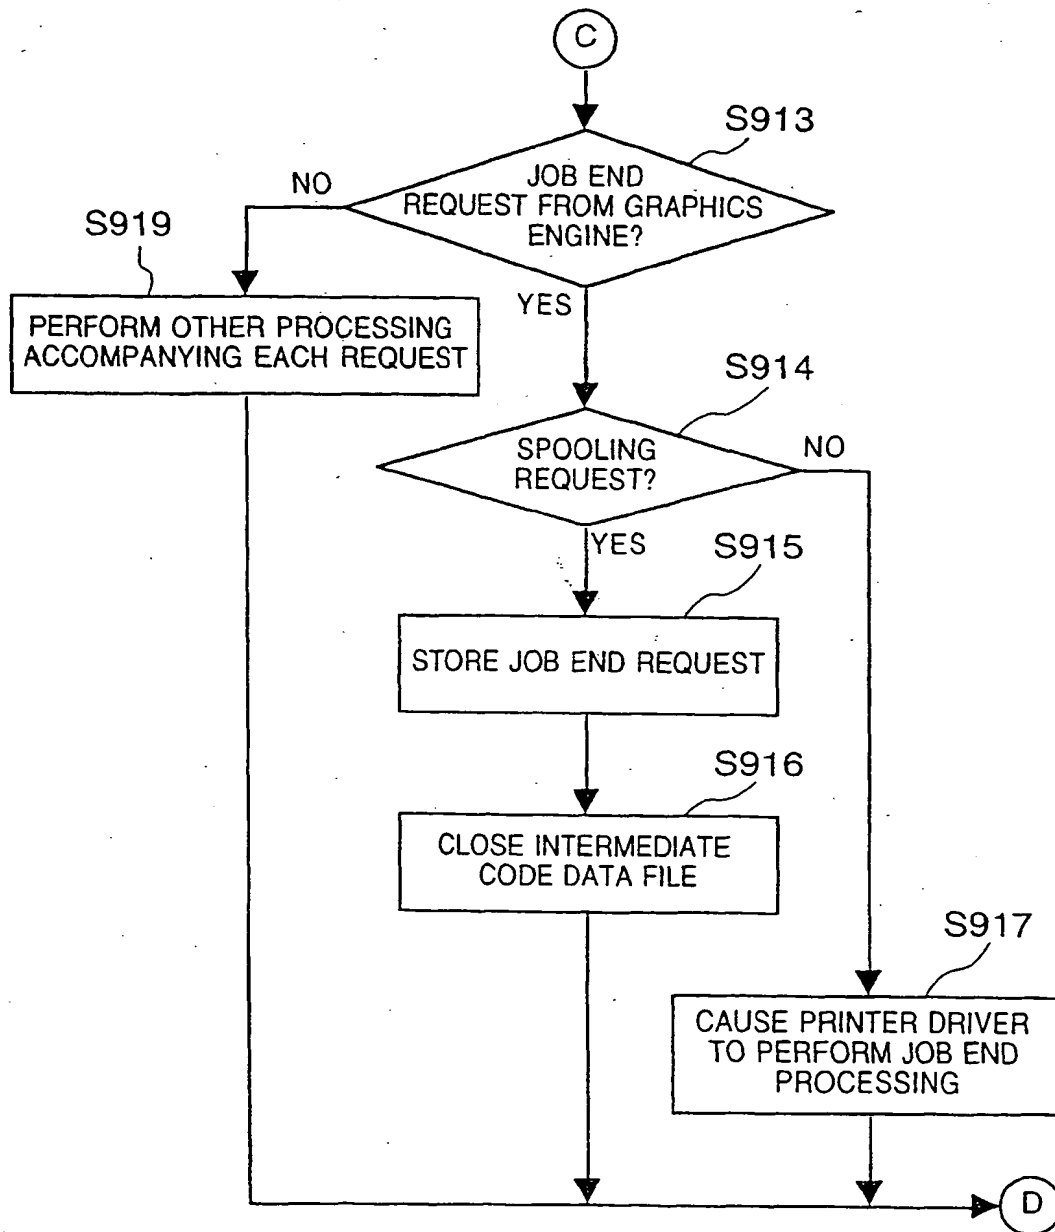 C
S913
JOB END
REQUEST FROM GRAPHICS
ENGINE?
NO
YES
S919
PERFORM OTHER PROCESSING
ACCOMPANYING EACH REQUEST
S914
SPOOLING
REQUEST?
NO
YES
S915
STORE JOB END REQUEST
S916
CLOSE INTERMEDIATE
CODE DATA FILE
S917
CAUSE PRINTER DRIVER
TO PERFORM JOB END
PROCESSING
D